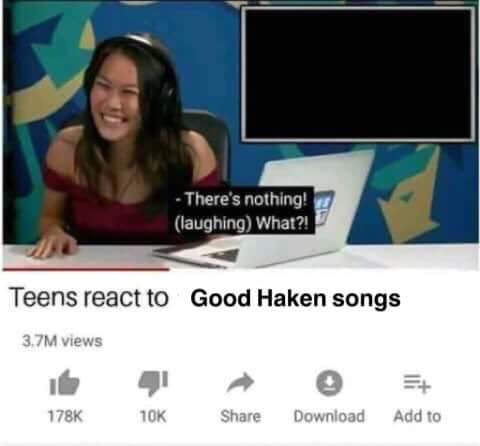 - There's nothing!
(laughing) What?!
Teens react to Good Haken songs
3.7M views
178K
10K
Share
Download
Add to